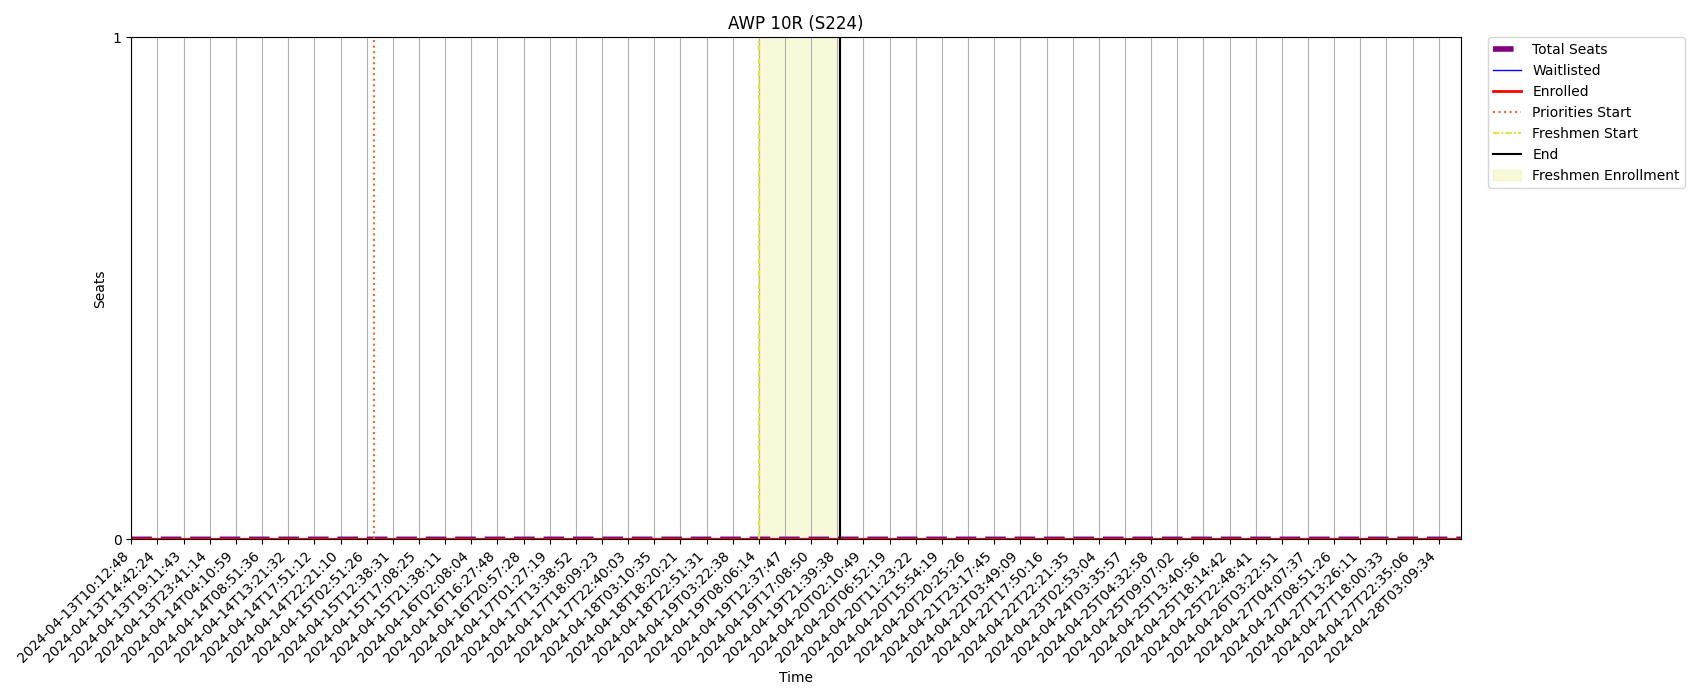 AWP 10R (S224)
1
0
Seats
2024-04-13T10:12:48
2024-04-13T14:42:24
2024-04-13T19:11:43
2024-04-13T23:41:14
2024-04-14T04:10:59
2024-04-14T08:51:36
2024-04-14T13:21:32
2024-04-14T17:51:12
2024-04-14T22:21:10
2024-04-15T02:51:26
2024-04-15T12:38:31
2024-04-15T17:08:25
2024-04-15T21:38:11
2024-04-16T02:08:04
2024-04-16T16:27:48
2024-04-16T20:57:28
2024-04-17T01:27:19
2024-04-17T13:38:52
2024-04-17T18:09:23
2024-04-17T22:40:03
2024-04-18T03:10:35
2024-04-18T18:20:21
2024-04-18T22:51:31
2024-04-19T03:22:38
2024-04-19T08:06:14
2024-04-19T12:37:47
2024-04-19T17:08:50
2024-04-19T21:39:38
2024-04-20T02:10:49
2024-04-20T06:52:19
2024-04-20T11:23:22
2024-04-20T15:54:19
2024-04-20T20:25:26
2024-04-21T23:17:45
2024-04-22T03:49:09
2024-04-22T17:50:16
2024-04-22T22:21:35
2024-04-23T02:53:04
2024-04-24T03:35:57
2024-04-25T04:32:58
2024-04-25T09:07:02
2024-04-25T13:40:56
2024-04-25T18:14:42
2024-04-25T22:48:41
2024-04-26T03:22:51
2024-04-27T04:07:37
2024-04-27T08:51:26
2024-04-27T13:26:11
2024-04-27T18:00:33
2024-04-27T22:35:06
2024-04-28T03:09:34
Time
Total Seats
Waitlisted
Enrolled
Priorities Start
Freshmen Start
End
Freshmen Enrollment